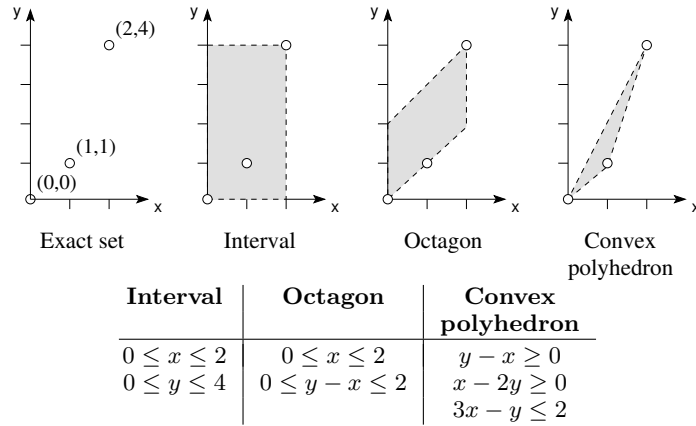 y y y y
(2,4)
(1,1)
(0,0)
x x x x
Exact set Interval Octagon Convex polyhedron
Interval Octagon Convex polyhedron
0 ≤ x ≤ 2 0 ≤ x ≤ 2 y − x ≥ 0
0 ≤ y ≤ 4 0 ≤ y − x ≤ 2 x − 2y ≥ 0
3x − y ≤ 2